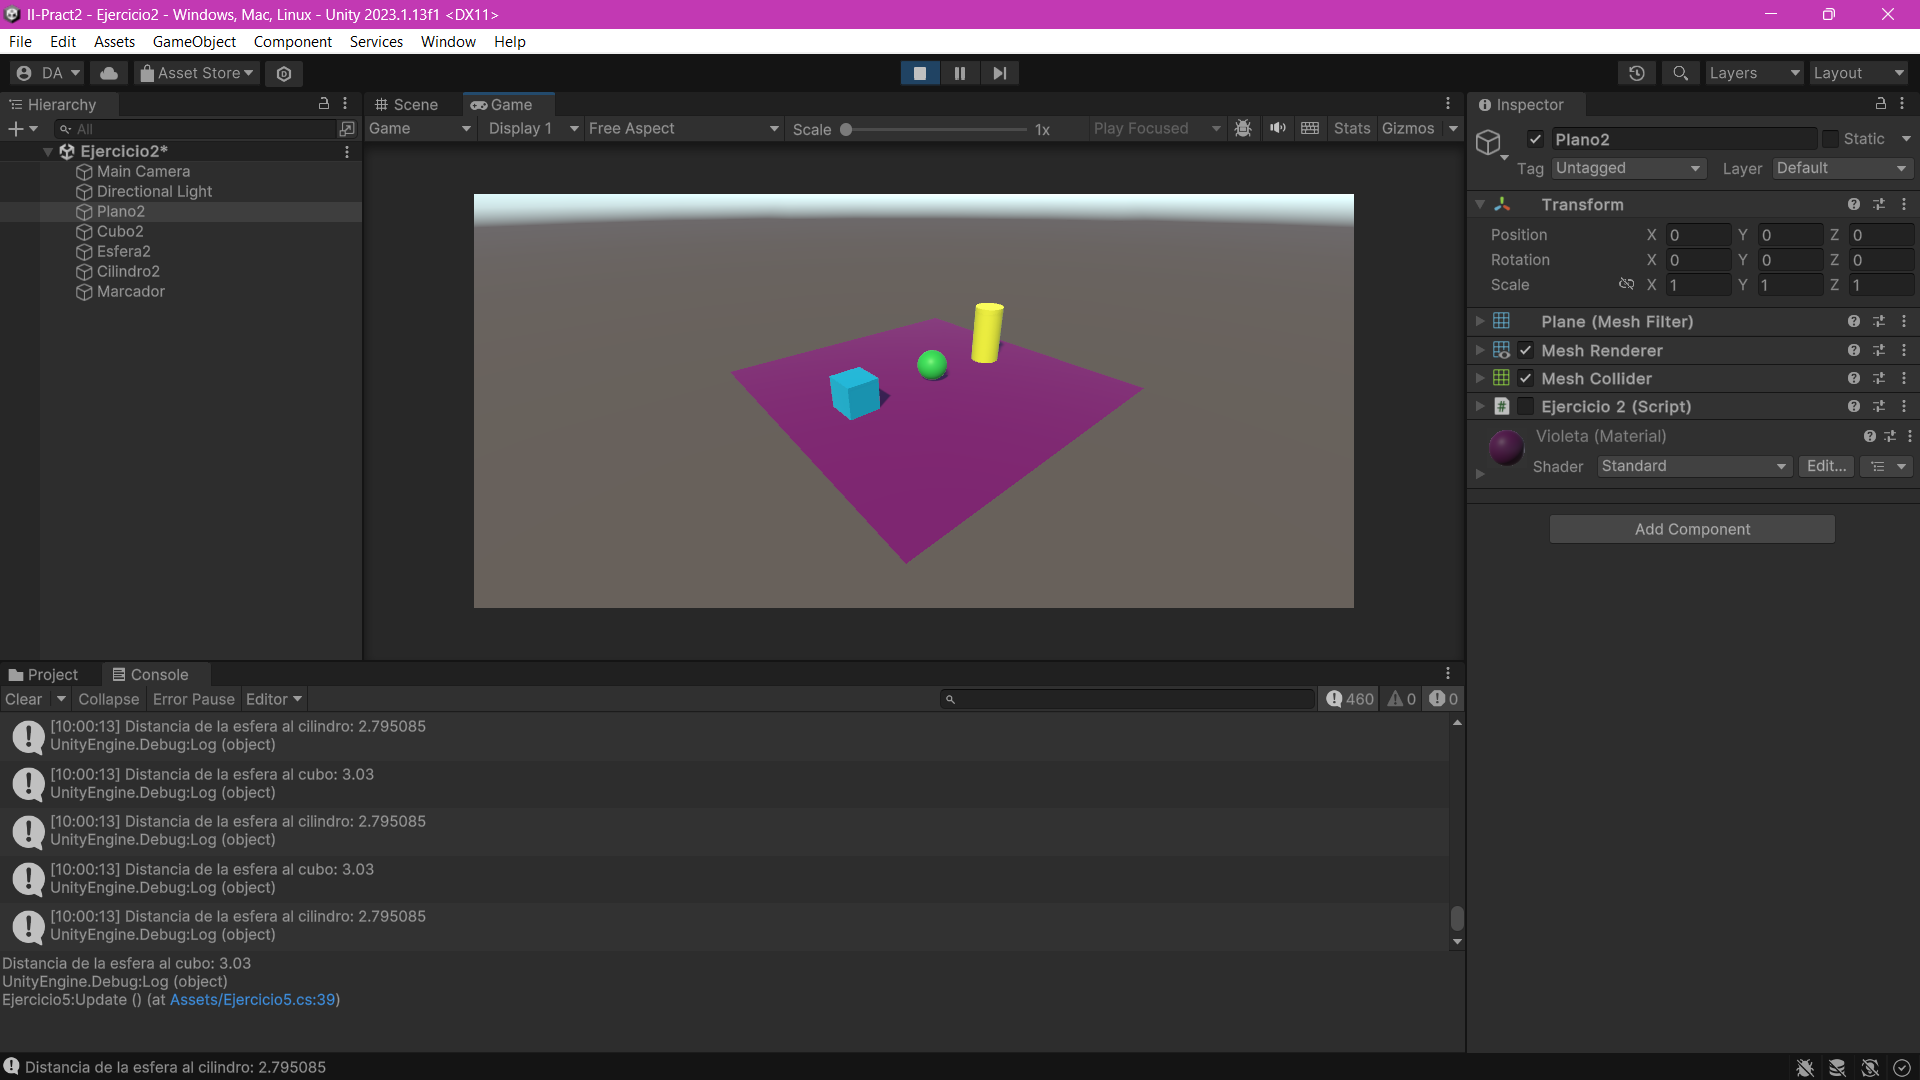 II-Pract2 - Ejercicio2 - Windows, Mac, Linux - Unity 2023.1.13f1 <DX11>
File Edit Assets GameObject Component Services Window Help
DA Asset Store Layers Layout
Hierarchy
All
Ejercicio2*
Main Camera
Directional Light
Plano2
Cubo2
Esfera2
Cilindro2
Marcador
Scene Game
Game Display 1 Free Aspect Scale 1x Play Focused Stats Gizmos
Inspector
Plano2 Static
Tag Untagged Layer Default
Transform
Position X 0 Y 0 Z 0
Rotation X 0 Y 0 Z 0
Scale X 1 Y 1 Z 1
Plane (Mesh Filter)
Mesh Renderer
Mesh Collider
# Ejercicio 2 (Script)
Violeta (Material)
Shader Standard Edit...
Add Component
Project Console
Clear Collapse Error Pause Editor 460 0 0
[10:00:13] Distancia de la esfera al cilindro: 2.795085
UnityEngine.Debug:Log (object)
[10:00:13] Distancia de la esfera al cubo: 3.03
UnityEngine.Debug:Log (object)
[10:00:13] Distancia de la esfera al cilindro: 2.795085
UnityEngine.Debug:Log (object)
[10:00:13] Distancia de la esfera al cubo: 3.03
UnityEngine.Debug:Log (object)
[10:00:13] Distancia de la esfera al cilindro: 2.795085
UnityEngine.Debug:Log (object)
Distancia de la esfera al cubo: 3.03
UnityEngine.Debug:Log (object)
Ejercicio5:Update () (at Assets/Ejercicio5.cs:39)
Distancia de la esfera al cilindro: 2.795085